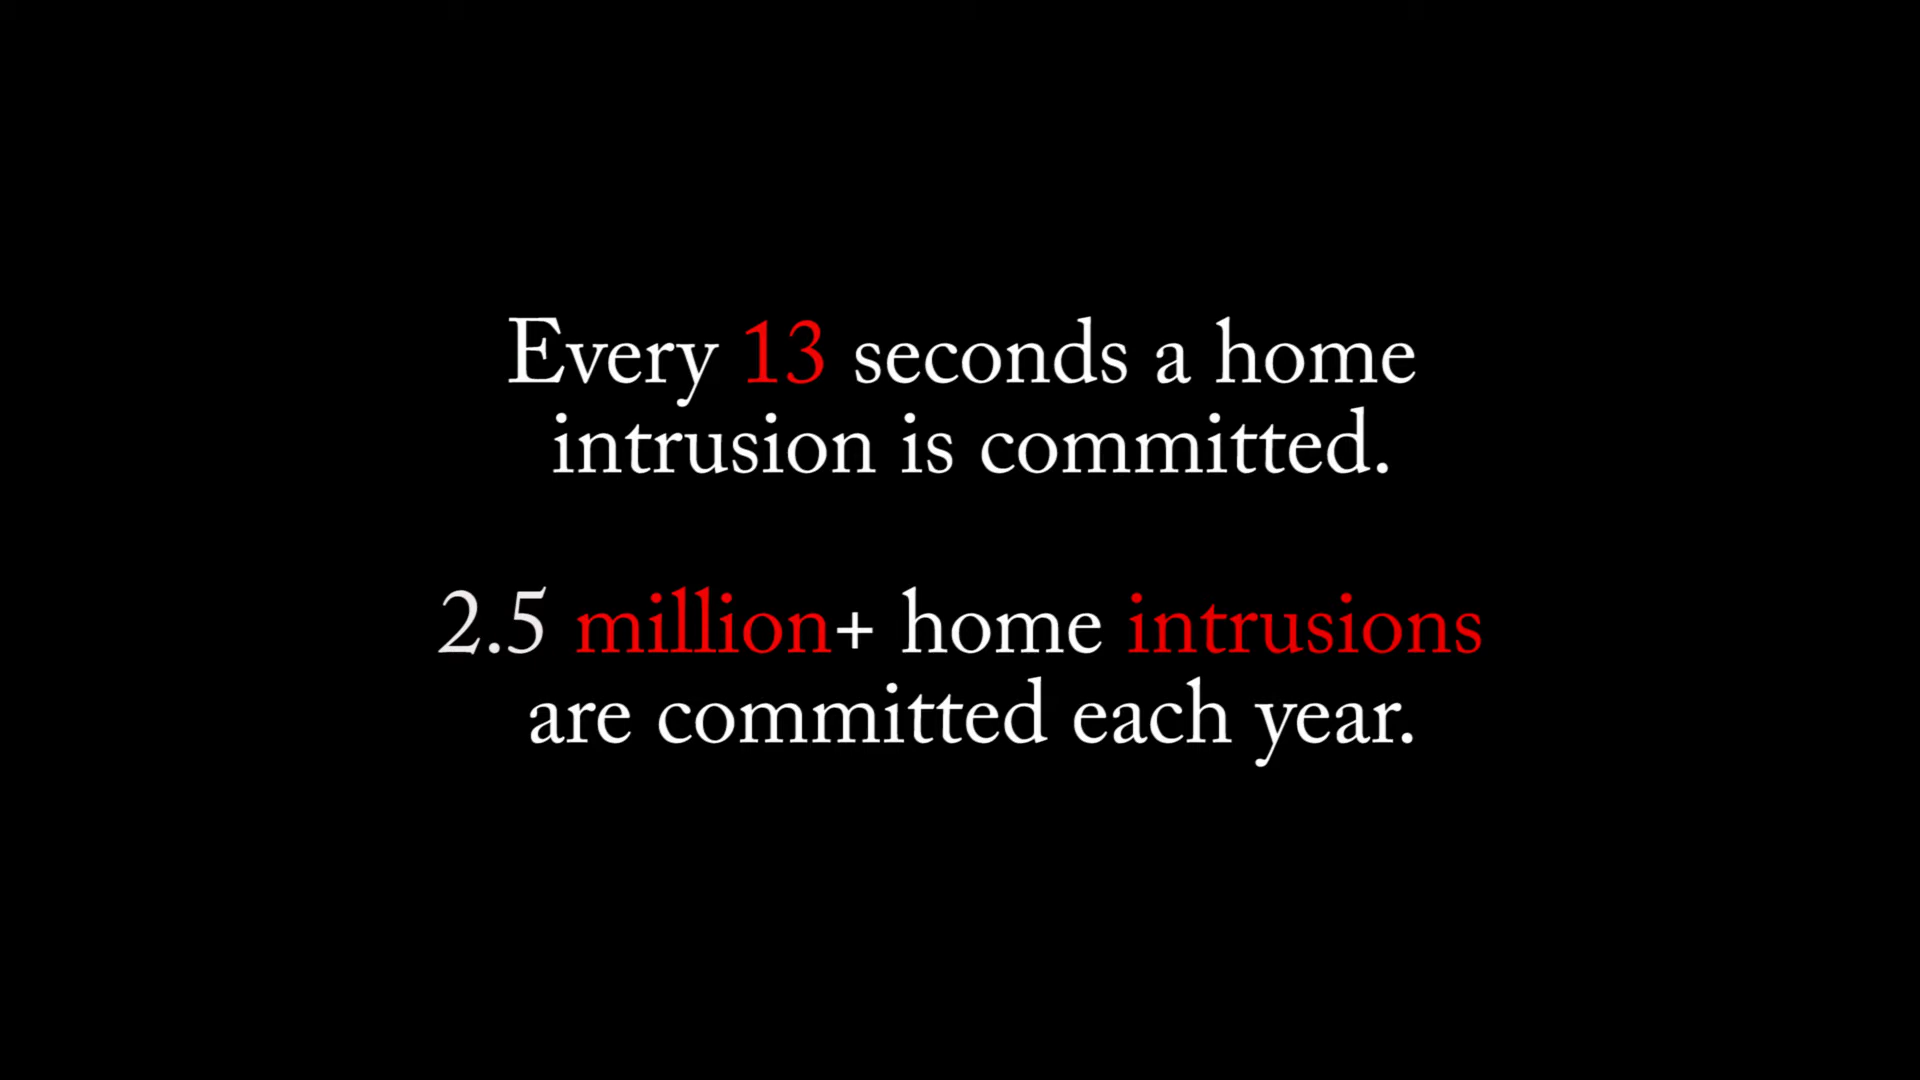 Every 13 seconds a home
intrusion is committed.
2.5 million+ home intrusions
are committed each year.